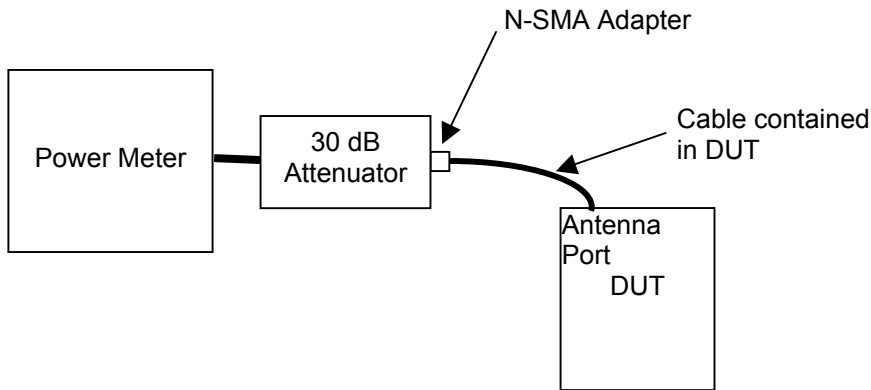 N-SMA Adapter
Power Meter
30 dB
Attenuator
Cable contained
in DUT
Antenna
Port
DUT